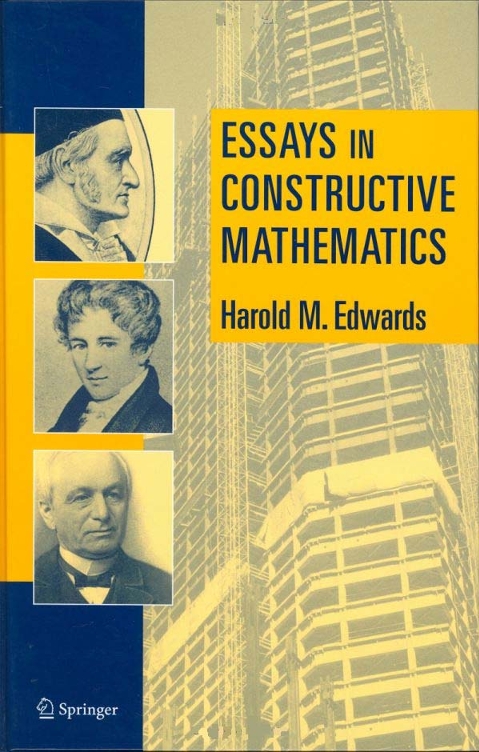 ESSAYS IN
CONSTRUCTIVE
MATHEMATICS
Harold M. Edwards
Springer